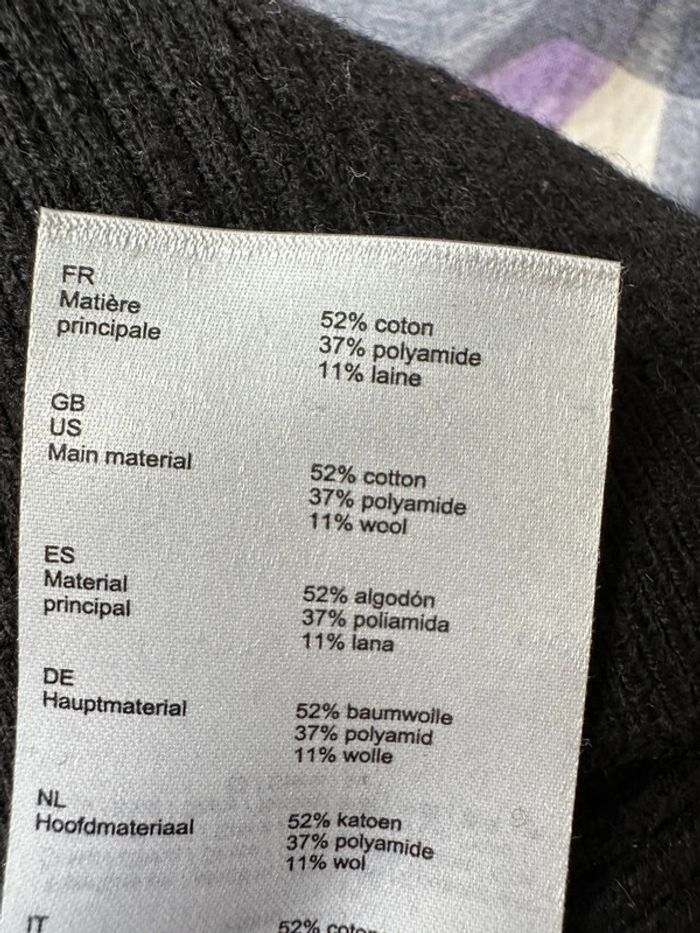 FR
Matière
principale
52% coton
37% polyamide
11% laine
GB
US
Main material
52% cotton
37% polyamide
11% wool
ES
Material
principal
52% algodón
37% poliamida
11% lana
DE
Hauptmaterial
52% baumwolle
37% polyamid
11% wolle
NL
Hoofdmateriaal
52% katoen
37% polyamide
11% wol
IT
52%